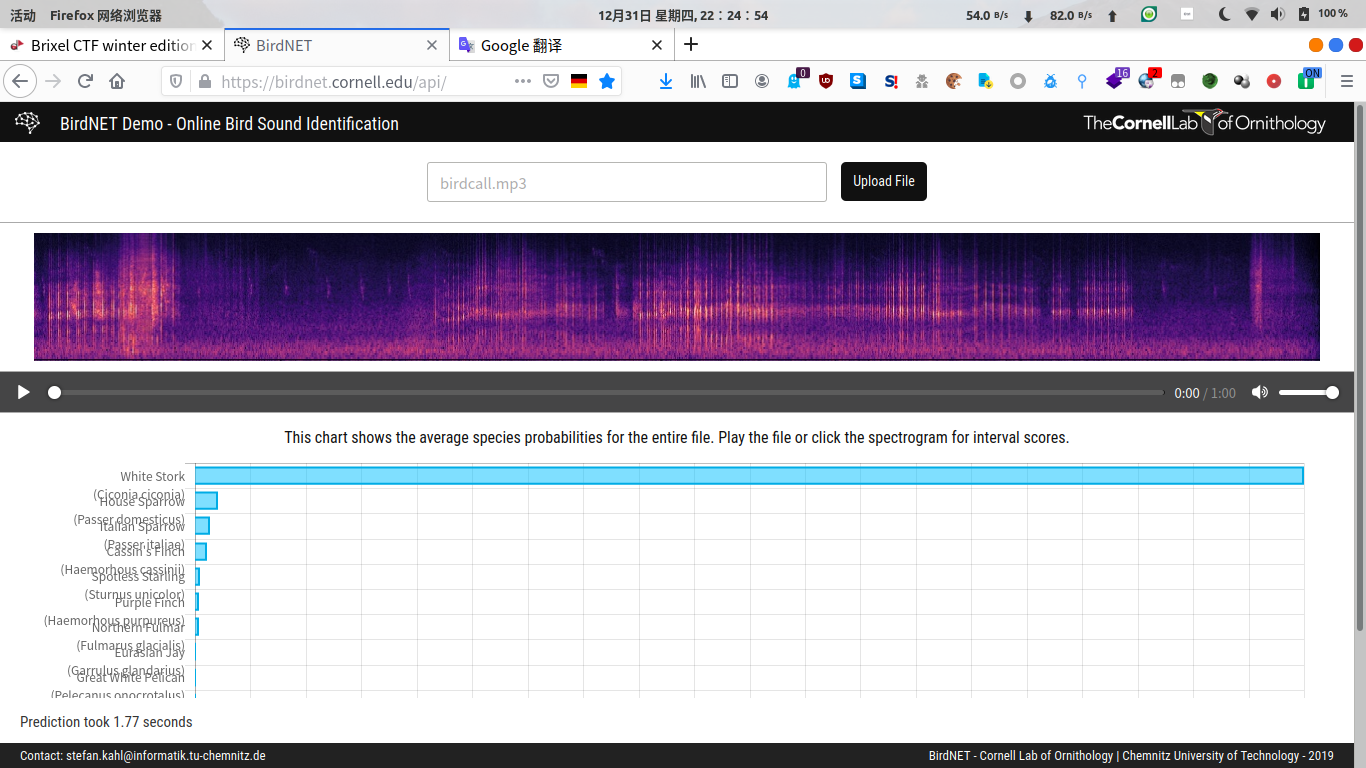 活动 Firefox 网络浏览器 12月31日 星期四, 22：24：54 54.0 B/s 82.0 B/s 100 %
Brixel CTF winter edition BirdNET Google 翻译
https://birdnet.cornell.edu/api/ 0 16 2 ON
BirdNET Demo - Online Bird Sound Identification TheCornellLab of Ornithology
birdcall.mp3 Upload File
0:00 / 1:00
This chart shows the average species probabilities for the entire file. Play the file or click the spectrogram for interval scores.
White Stork
(Ciconia ciconia)
House Sparrow
(Passer domesticus)
Italian Sparrow
(Passer italiae)
Cassin's Finch
(Haemorhous cassinii)
Spotless Starling
(Sturnus unicolor)
Purple Finch
(Haemorhous purpureus)
Northern Fulmar
(Fulmarus glacialis)
Eurasian Jay
(Garrulus glandarius)
Great White Pelican
(Pelecanus onocrotalus)
Prediction took 1.77 seconds
Contact: stefan.kahl@informatik.tu-chemnitz.de BirdNET - Cornell Lab of Ornithology | Chemnitz University of Technology - 2019